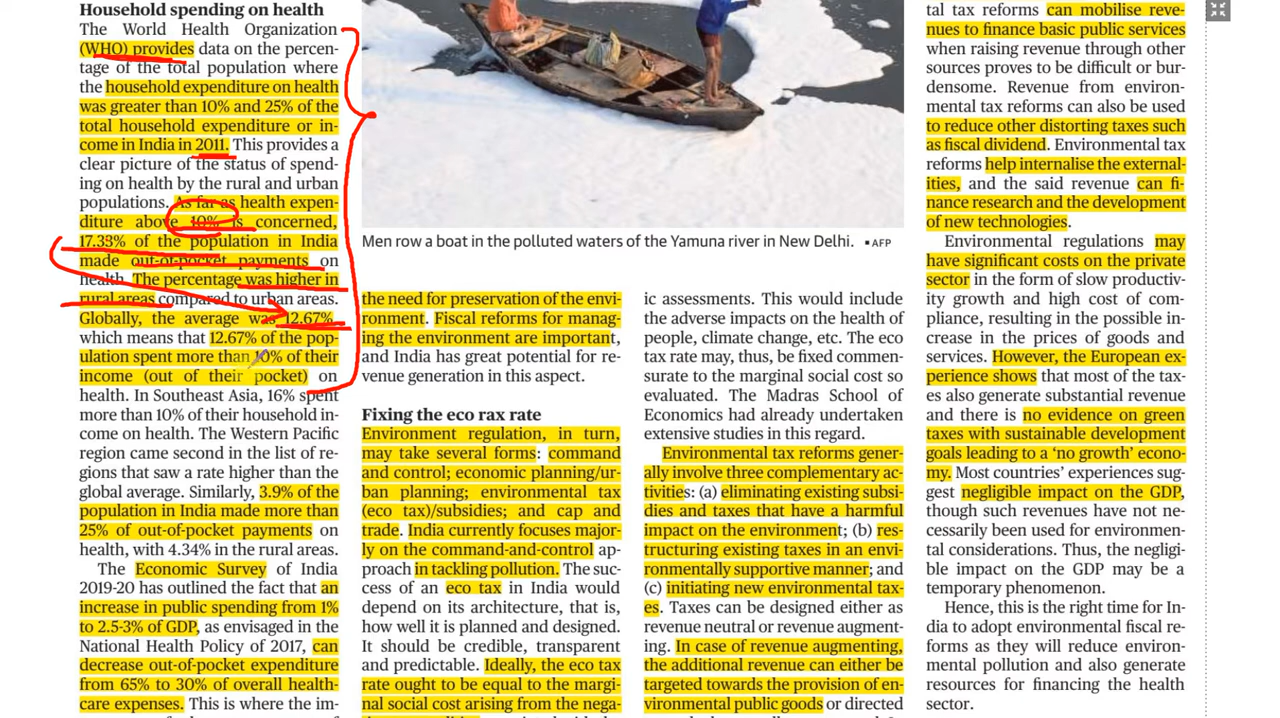 Household spending on health
The World Health Organization
(WHO) provides data on the percen-
tage of the total population where
the household expenditure on health
was greater than 10% and 25% of the
total household expenditure or in-
come in India in 2011. This provides a
clear picture of the status of spend-
ing on health by the rural and urban
populations. As far as health expen-
diture above 10% is concerned,
17.33% of the population in India
made out-of-pocket payments on
health. The percentage was higher in
rural areas compared to urban areas.
Globally, the average was 12.67%,
which means that 12.67% of the pop-
ulation spent more than 10% of their
income (out of their pocket) on
health. In Southeast Asia, 16% spent
more than 10% of their household in-
come on health. The Western Pacific
region came second in the list of re-
gions that saw a rate higher than the
global average. Similarly, 3.9% of the
population in India made more than
25% of out-of-pocket payments on
health, with 4.34% in the rural areas.
The Economic Survey of India
2019-20 has outlined the fact that an
increase in public spending from 1%
to 2.5-3% of GDP, as envisaged in the
National Health Policy of 2017, can
decrease out-of-pocket expenditure
from 65% to 30% of overall health-
care expenses. This is where the im-
Men row a boat in the polluted waters of the Yamuna river in New Delhi. ▪ AFP
the need for preservation of the envi-
ronment. Fiscal reforms for manag-
ing the environment are important,
and India has great potential for re-
venue generation in this aspect.
Fixing the eco rax rate
Environment regulation, in turn,
may take several forms: command
and control; economic planning/ur-
ban planning; environmental tax
(eco tax)/subsidies; and cap and
trade. India currently focuses major-
ly on the command-and-control ap-
proach in tackling pollution. The suc-
cess of an eco tax in India would
depend on its architecture, that is,
how well it is planned and designed.
It should be credible, transparent
and predictable. Ideally, the eco tax
rate ought to be equal to the margi-
nal social cost arising from the nega-
ic assessments. This would include
the adverse impacts on the health of
people, climate change, etc. The eco
tax rate may, thus, be fixed commen-
surate to the marginal social cost so
evaluated. The Madras School of
Economics had already undertaken
extensive studies in this regard.
Environmental tax reforms gener-
ally involve three complementary ac-
tivities: (a) eliminating existing subsi-
dies and taxes that have a harmful
impact on the environment; (b) res-
tructuring existing taxes in an envi-
ronmentally supportive manner; and
(c) initiating new environmental tax-
es. Taxes can be designed either as
revenue neutral or revenue augment-
ing. In case of revenue augmenting,
the additional revenue can either be
targeted towards the provision of en-
vironmental public goods or directed
tal tax reforms can mobilise reve-
nues to finance basic public services
when raising revenue through other
sources proves to be difficult or bur-
densome. Revenue from environ-
mental tax reforms can also be used
to reduce other distorting taxes such
as fiscal dividend. Environmental tax
reforms help internalise the external-
ities, and the said revenue can fi-
nance research and the development
of new technologies.
Environmental regulations may
have significant costs on the private
sector in the form of slow productiv-
ity growth and high cost of com-
pliance, resulting in the possible in-
crease in the prices of goods and
services. However, the European ex-
perience shows that most of the tax-
es also generate substantial revenue
and there is no evidence on green
taxes with sustainable development
goals leading to a 'no growth' econo-
my. Most countries' experiences sug-
gest negligible impact on the GDP,
though such revenues have not ne-
cessarily been used for environmen-
tal considerations. Thus, the negligi-
ble impact on the GDP may be a
temporary phenomenon.
Hence, this is the right time for In-
dia to adopt environmental fiscal re-
forms as they will reduce environ-
mental pollution and also generate
resources for financing the health
sector.